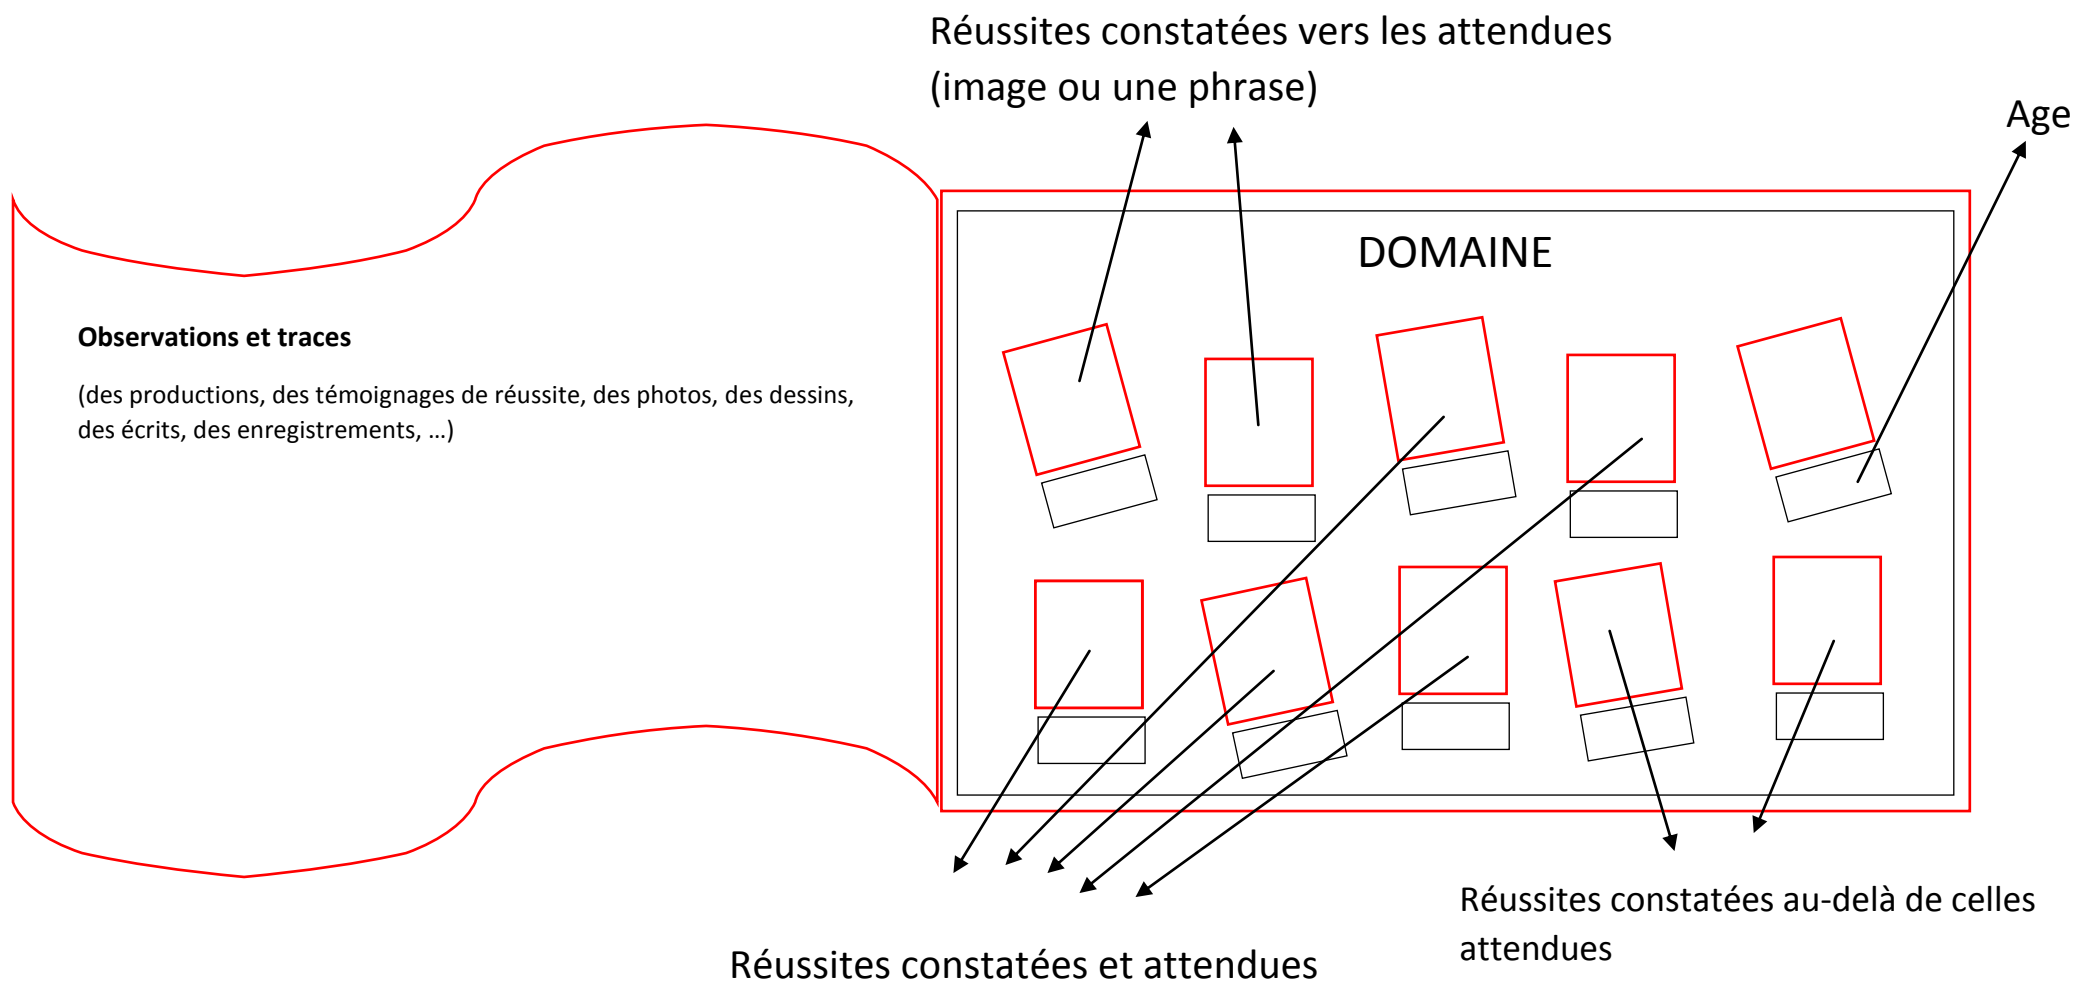 Réussites constatées vers les attendues
(image ou une phrase)
Age
DOMAINE
Observations et traces
(des productions, des témoignages de réussite, des photos, des dessins,
des écrits, des enregistrements, …)
Réussites constatées au-delà de celles
attendues
Réussites constatées et attendues